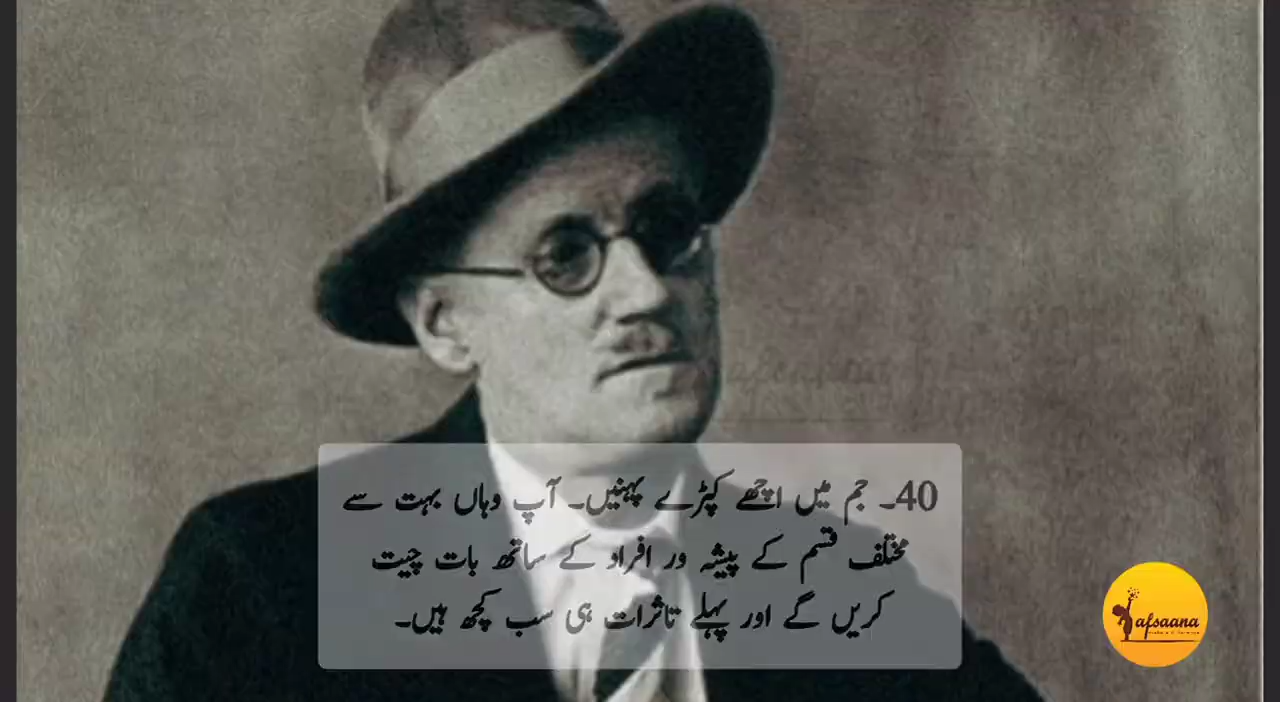 40۔ جم میں اچھے کپڑے پہنیں۔ آپ وہاں بہت سے
مختلف قسم کے پیشہ ور افراد کے ساتھ بات چیت
کریں گے اور پہلے تاثرات ہی سب کچھ ہیں۔
afsaana